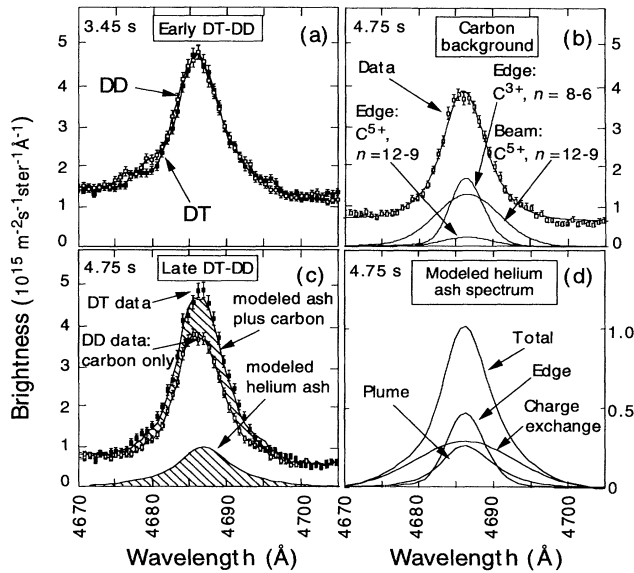 3.45 s
Early DT-DD
(a)
DD
DT
5
4
3
2
1
0
4.75 s
Carbon
background
(b)
Data
Edge:
C3+, n = 8-6
Edge:
C5+,
n = 12-9
Beam:
C5+, n = 12-9
5
4
3
2
1
0
4.75 s
Late DT-DD
(c)
DT data
DD data:
carbon only
modeled ash
plus carbon
modeled
helium ash
5
4
3
2
1
0
4.75 s
Modeled helium
ash spectrum
(d)
Total
Edge
Plume
Charge
exchange
1.0
0.5
0
Brightness (10^15 m^-2 s^-1 ster^-1 Å^-1)
4670
4680
4690
4700
4670
4680
4690
4700
Wavelength (Å)
Wavelength (Å)